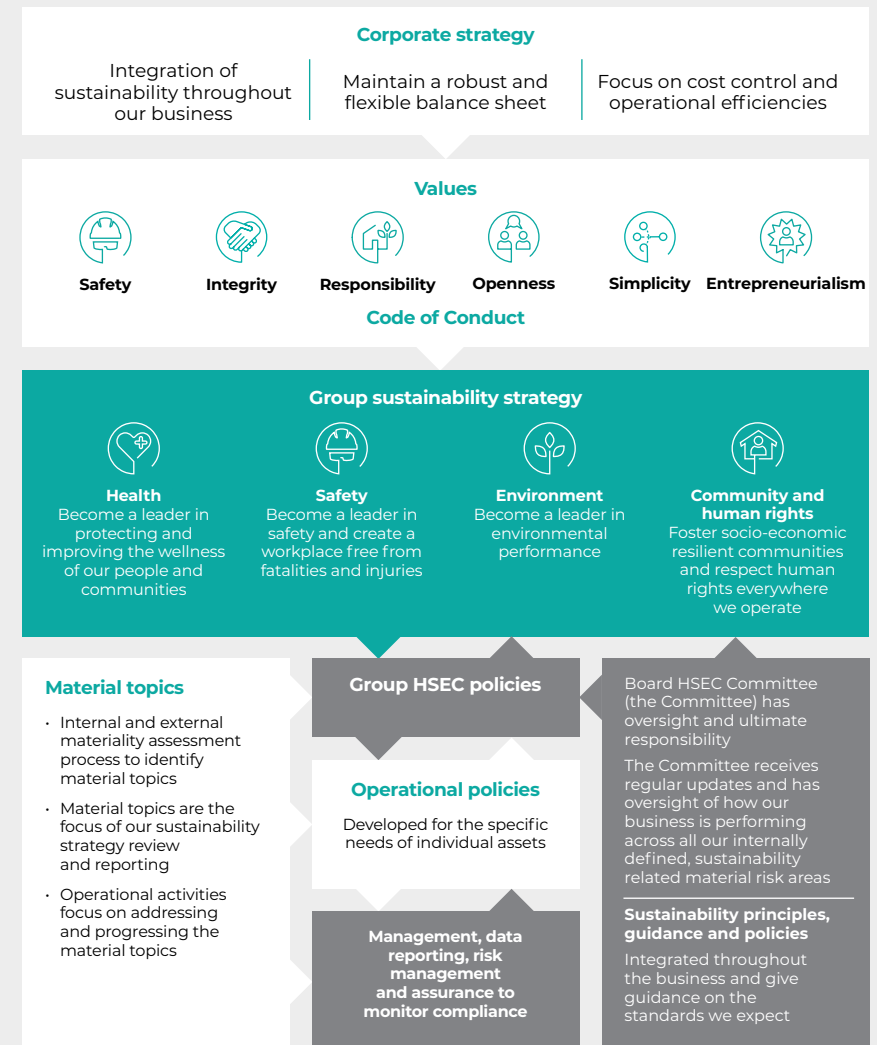 Corporate strategy
Integration of
sustainability throughout
our business
Maintain a robust and
flexible balance sheet
Focus on cost control and
operational efficiencies
Values
Safety
Integrity
Responsibility
Openness
Simplicity
Entrepreneurialism
Code of Conduct
Group sustainability strategy
Health
Become a leader in
protecting and
improving the wellness
of our people and
communities
Safety
Become a leader in
safety and create a
workplace free from
fatalities and injuries
Environment
Become a leader in
environmental
performance
Community and
human rights
Foster socio-economic
resilient communities
and respect human
rights everywhere
we operate
Material topics
• Internal and external
materiality assessment
process to identify
material topics
• Material topics are the
focus of our sustainability
strategy review
and reporting
• Operational activities
focus on addressing
and progressing the
material topics
Group HSEC policies
Operational policies
Developed for the specific
needs of individual assets
Management, data
reporting, risk
management
and assurance to
monitor compliance
Board HSEC Committee
(the Committee) has
oversight and ultimate
responsibility
The Committee receives
regular updates and has
oversight of how our
business is performing
across all our internally
defined, sustainability
related material risk areas
Sustainability principles,
guidance and policies
Integrated throughout
the business and give
guidance on the
standards we expect